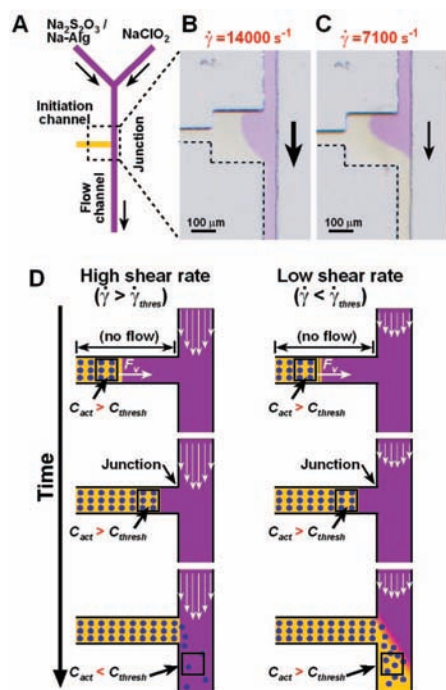 A
Na₂S₂O₃ /
Na-Alg
NaClO₂
Initiation
channel
Junction
Flow
channel
B
γ̇=14000 s⁻¹
100 μm
C
γ̇=7100 s⁻¹
100 μm
D
High shear rate
(γ̇ > γ̇thres)
Low shear rate
(γ̇ < γ̇thres)
Time
(no flow)
Fv
Cact > Cthresh
(no flow)
Fv
Cact > Cthresh
Junction
Cact > Cthresh
Junction
Cact > Cthresh
Cact < Cthresh
Cact > Cthresh